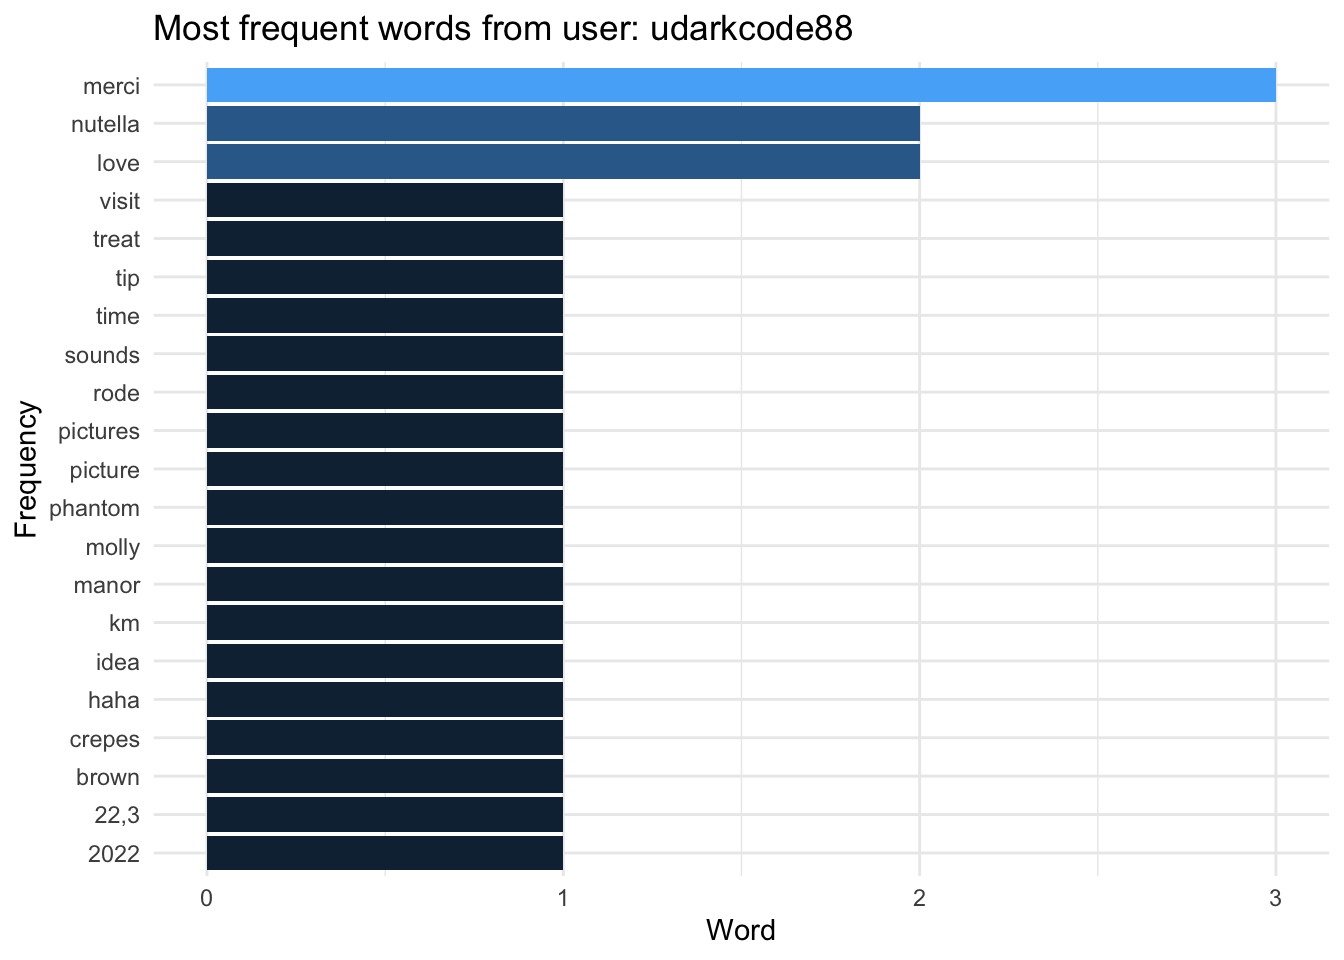 Most frequent words from user: udarkcode88
merci
nutella
love
visit
treat
tip
time
sounds
rode
pictures
picture
phantom
molly
manor
km
idea
haha
crepes
brown
22,3
2022
Frequency
0 1 2 3
Word